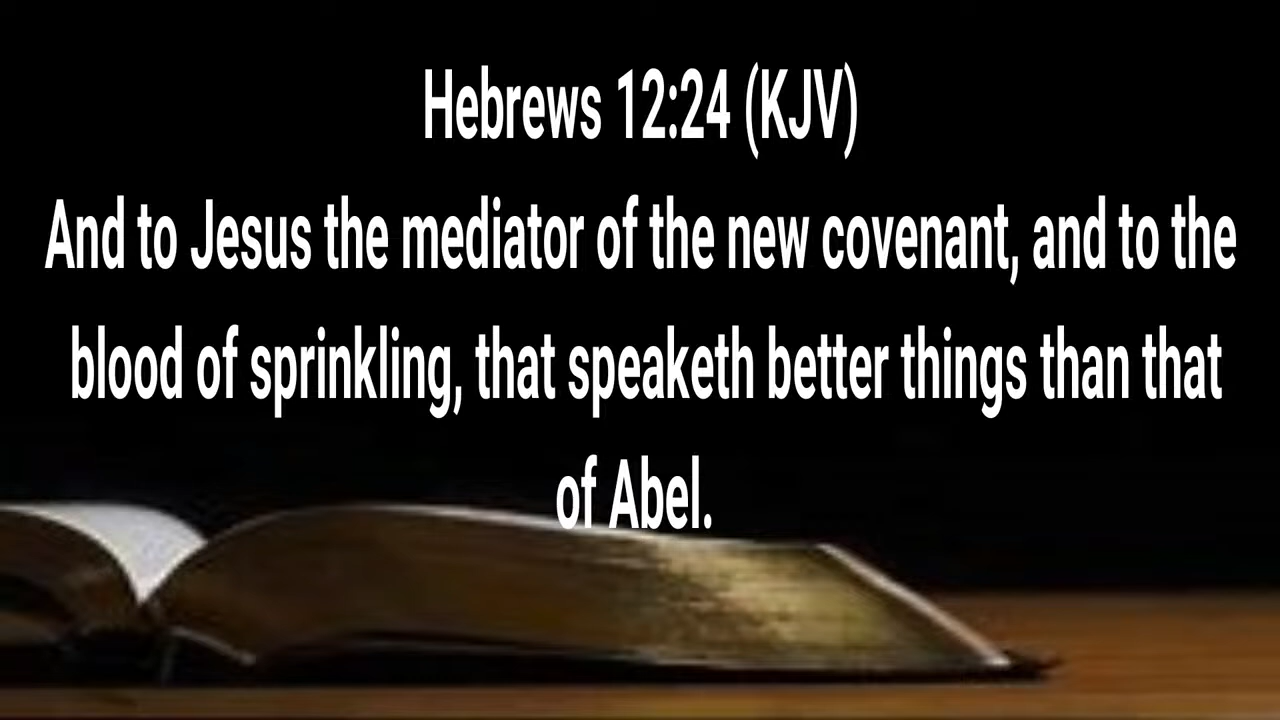 Hebrews 12:24 (KJV)
And to Jesus the mediator of the new covenant, and to the
blood of sprinkling, that speaketh better things than that
of Abel.